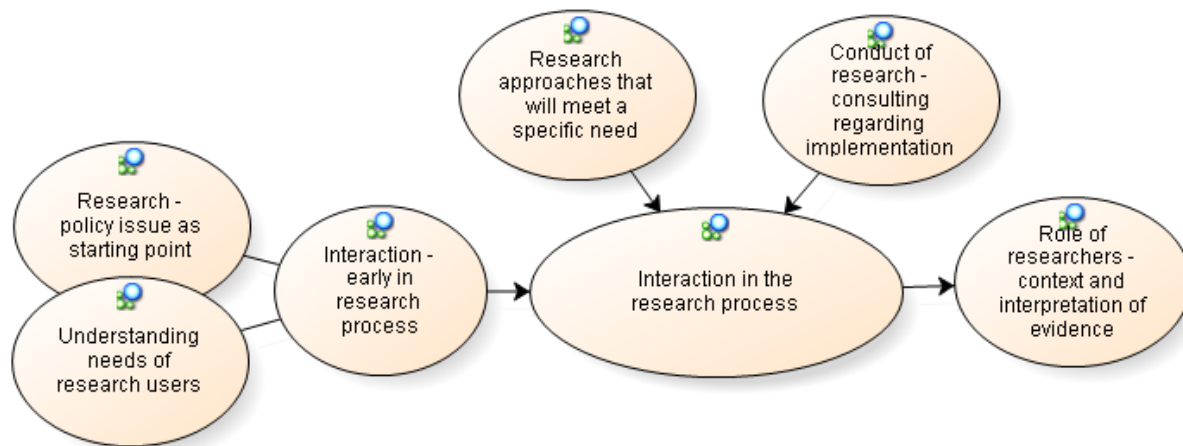 Research
approaches that
will meet a
specific need
Conduct of
research -
consulting
regarding
implementation
Research -
policy issue as
starting point
Understanding
needs of
research users
Interaction -
early in
research
process
Interaction in the
research process
Role of
researchers -
context and
interpretation of
evidence